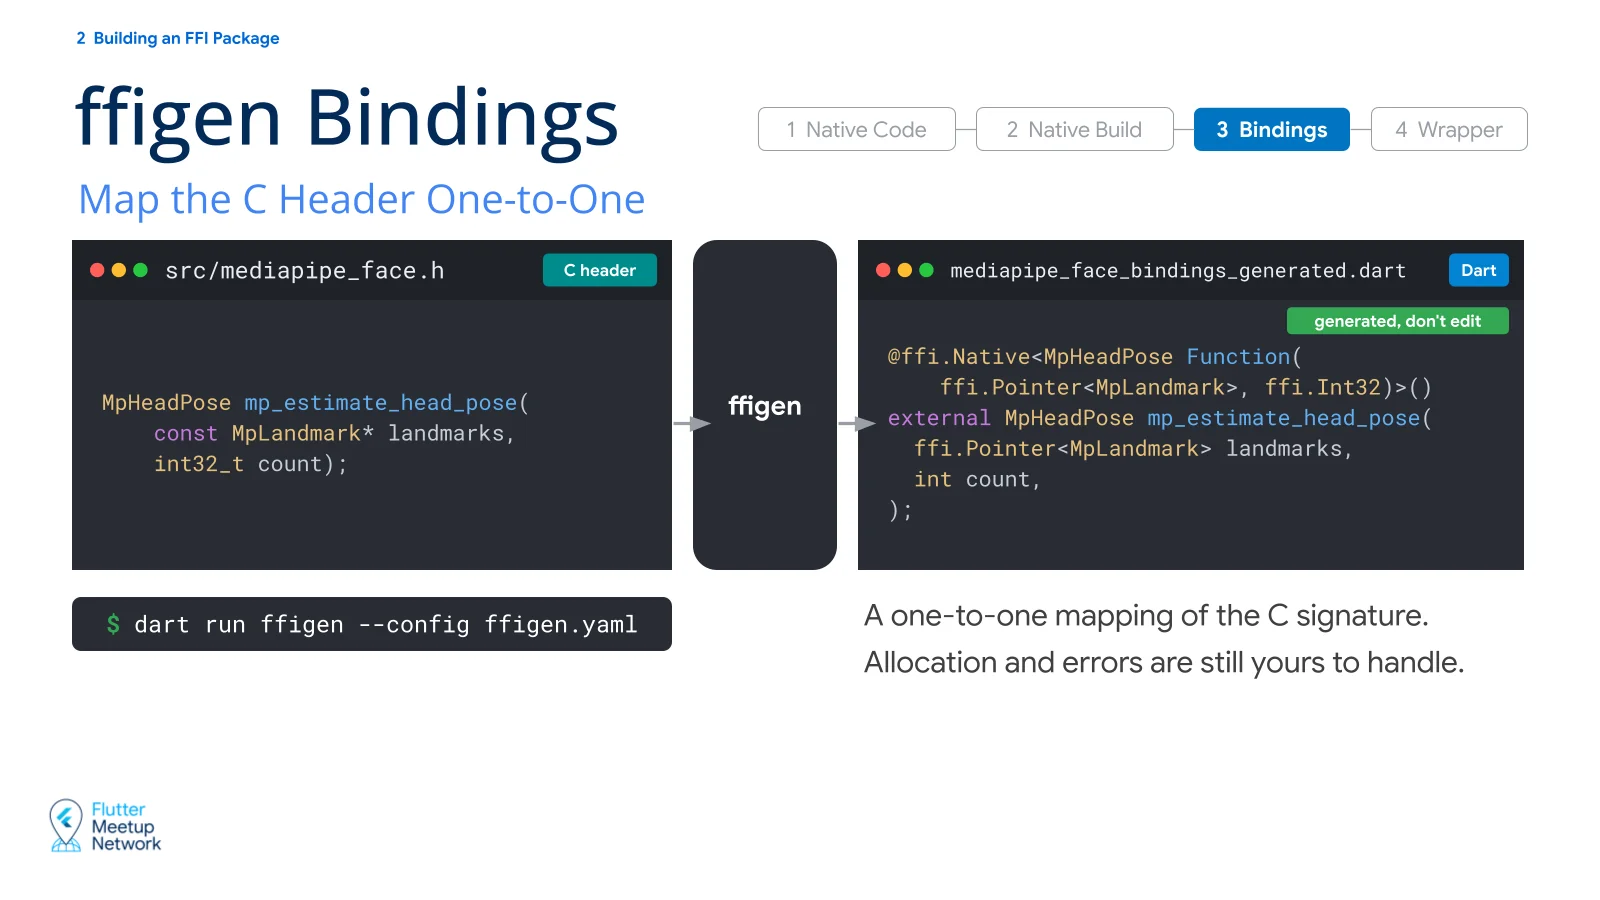 2 Building an FFI Package
ffigen Bindings
Map the C Header One-to-One
1 Native Code
2 Native Build
3 Bindings
4 Wrapper
src/mediapipe_face.h
C header
MpHeadPose mp_estimate_head_pose(
    const MpLandmark* landmarks,
    int32_t count);
ffigen
mediapipe_face_bindings_generated.dart
Dart
generated, don't edit
@ffi.Native<MpHeadPose Function(
    ffi.Pointer<MpLandmark>, ffi.Int32)>()
external MpHeadPose mp_estimate_head_pose(
  ffi.Pointer<MpLandmark> landmarks,
  int count,
);
$ dart run ffigen --config ffigen.yaml
A one-to-one mapping of the C signature.
Allocation and errors are still yours to handle.
Flutter
Meetup
Network